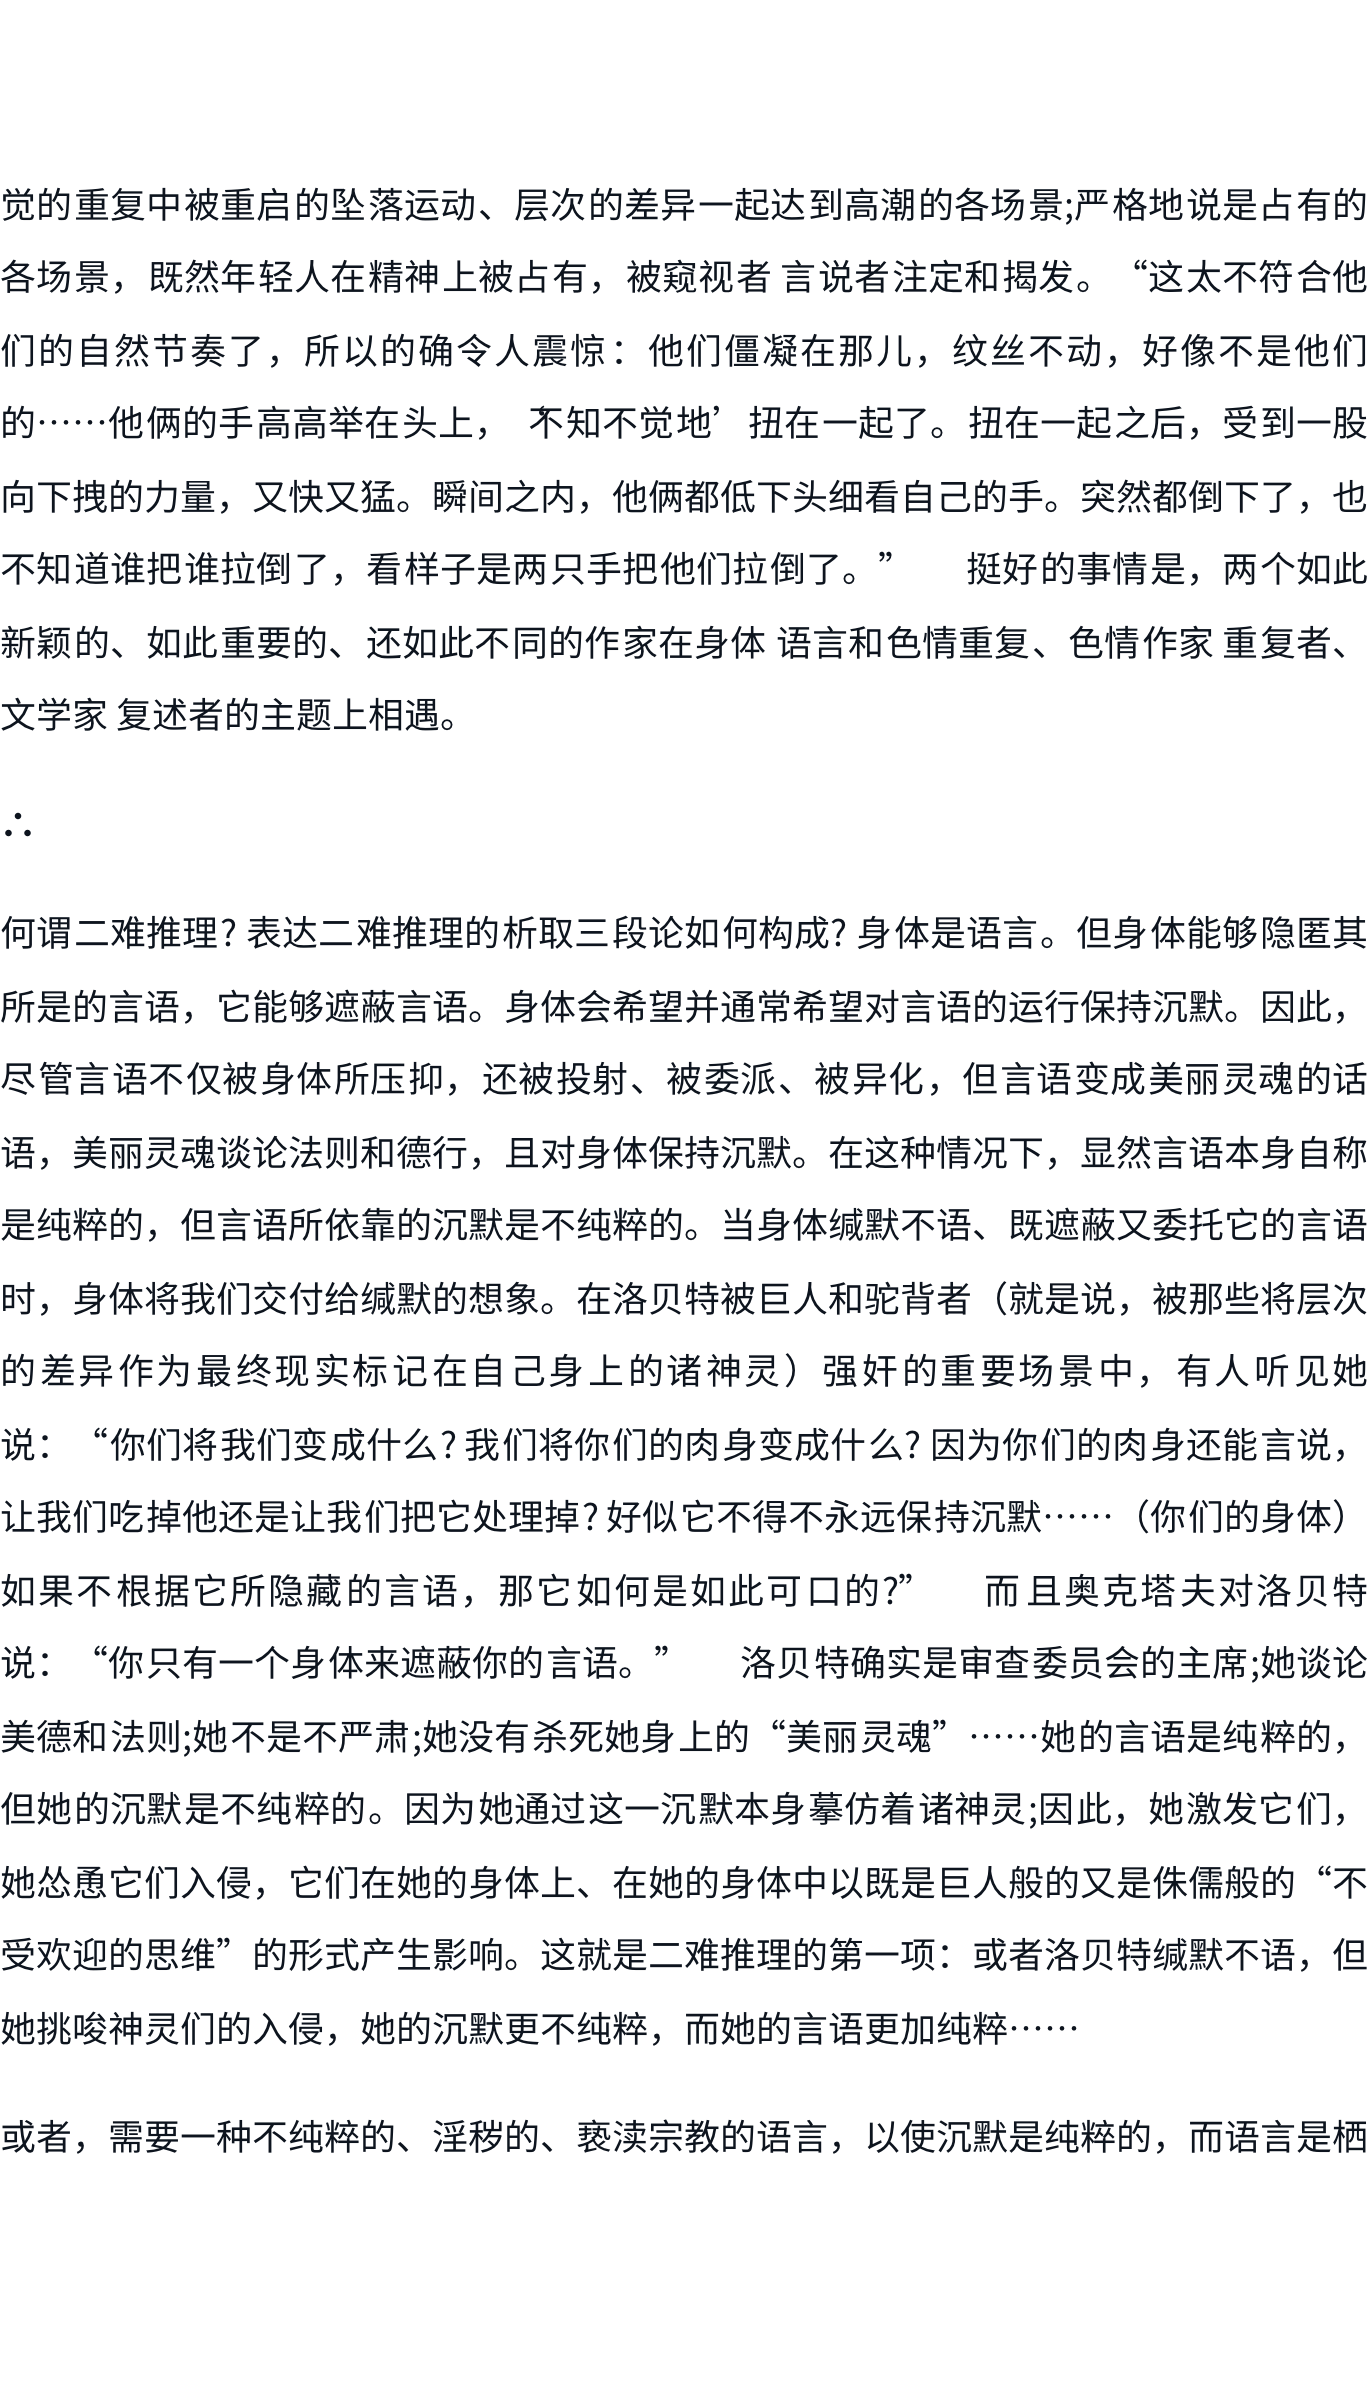 觉的重复中被重启的坠落运动、层次的差异一起达到高潮的各场景;严格地说是占有的
各场景，既然年轻人在精神上被占有，被窥视者 言说者注定和揭发。“这太不符合他
们的自然节奏了，所以的确令人震惊：他们僵凝在那儿，纹丝不动，好像不是他们
的……他俩的手高高举在头上，‘不知不觉地’扭在一起了。扭在一起之后，受到一股
向下拽的力量，又快又猛。瞬间之内，他俩都低下头细看自己的手。突然都倒下了，也
不知道谁把谁拉倒了，看样子是两只手把他们拉倒了。” 挺好的事情是，两个如此
新颖的、如此重要的、还如此不同的作家在身体 语言和色情重复、色情作家 重复者、
文学家 复述者的主题上相遇。
∴
何谓二难推理？表达二难推理的析取三段论如何构成？身体是语言。但身体能够隐匿其
所是的言语，它能够遮蔽言语。身体会希望并通常希望对言语的运行保持沉默。因此，
尽管言语不仅被身体所压抑，还被投射、被委派、被异化，但言语变成美丽灵魂的话
语，美丽灵魂谈论法则和德行，且对身体保持沉默。在这种情况下，显然言语本身自称
是纯粹的，但言语所依靠的沉默是不纯粹的。当身体缄默不语、既遮蔽又委托它的言语
时，身体将我们交付给缄默的想象。在洛贝特被巨人和驼背者（就是说，被那些将层次
的差异作为最终现实标记在自己身上的诸神灵）强奸的重要场景中，有人听见她
说：“你们将我们变成什么？我们将你们的肉身变成什么？因为你们的肉身还能言说，
让我们吃掉他还是让我们把它处理掉？好似它不得不永远保持沉默……（你们的身体）
如果不根据它所隐藏的言语，那它如何是如此可口的？” 而且奥克塔夫对洛贝特
说：“你只有一个身体来遮蔽你的言语。” 洛贝特确实是审查委员会的主席;她谈论
美德和法则;她不是不严肃;她没有杀死她身上的“美丽灵魂”……她的言语是纯粹的，
但她的沉默是不纯粹的。因为她通过这一沉默本身摹仿着诸神灵;因此，她激发它们，
她怂恿它们入侵，它们在她的身体上、在她的身体中以既是巨人般的又是侏儒般的“不
受欢迎的思维”的形式产生影响。这就是二难推理的第一项：或者洛贝特缄默不语，但
她挑唆神灵们的入侵，她的沉默更不纯粹，而她的言语更加纯粹……
或者，需要一种不纯粹的、淫秽的、亵渎宗教的语言，以使沉默是纯粹的，而语言是栖